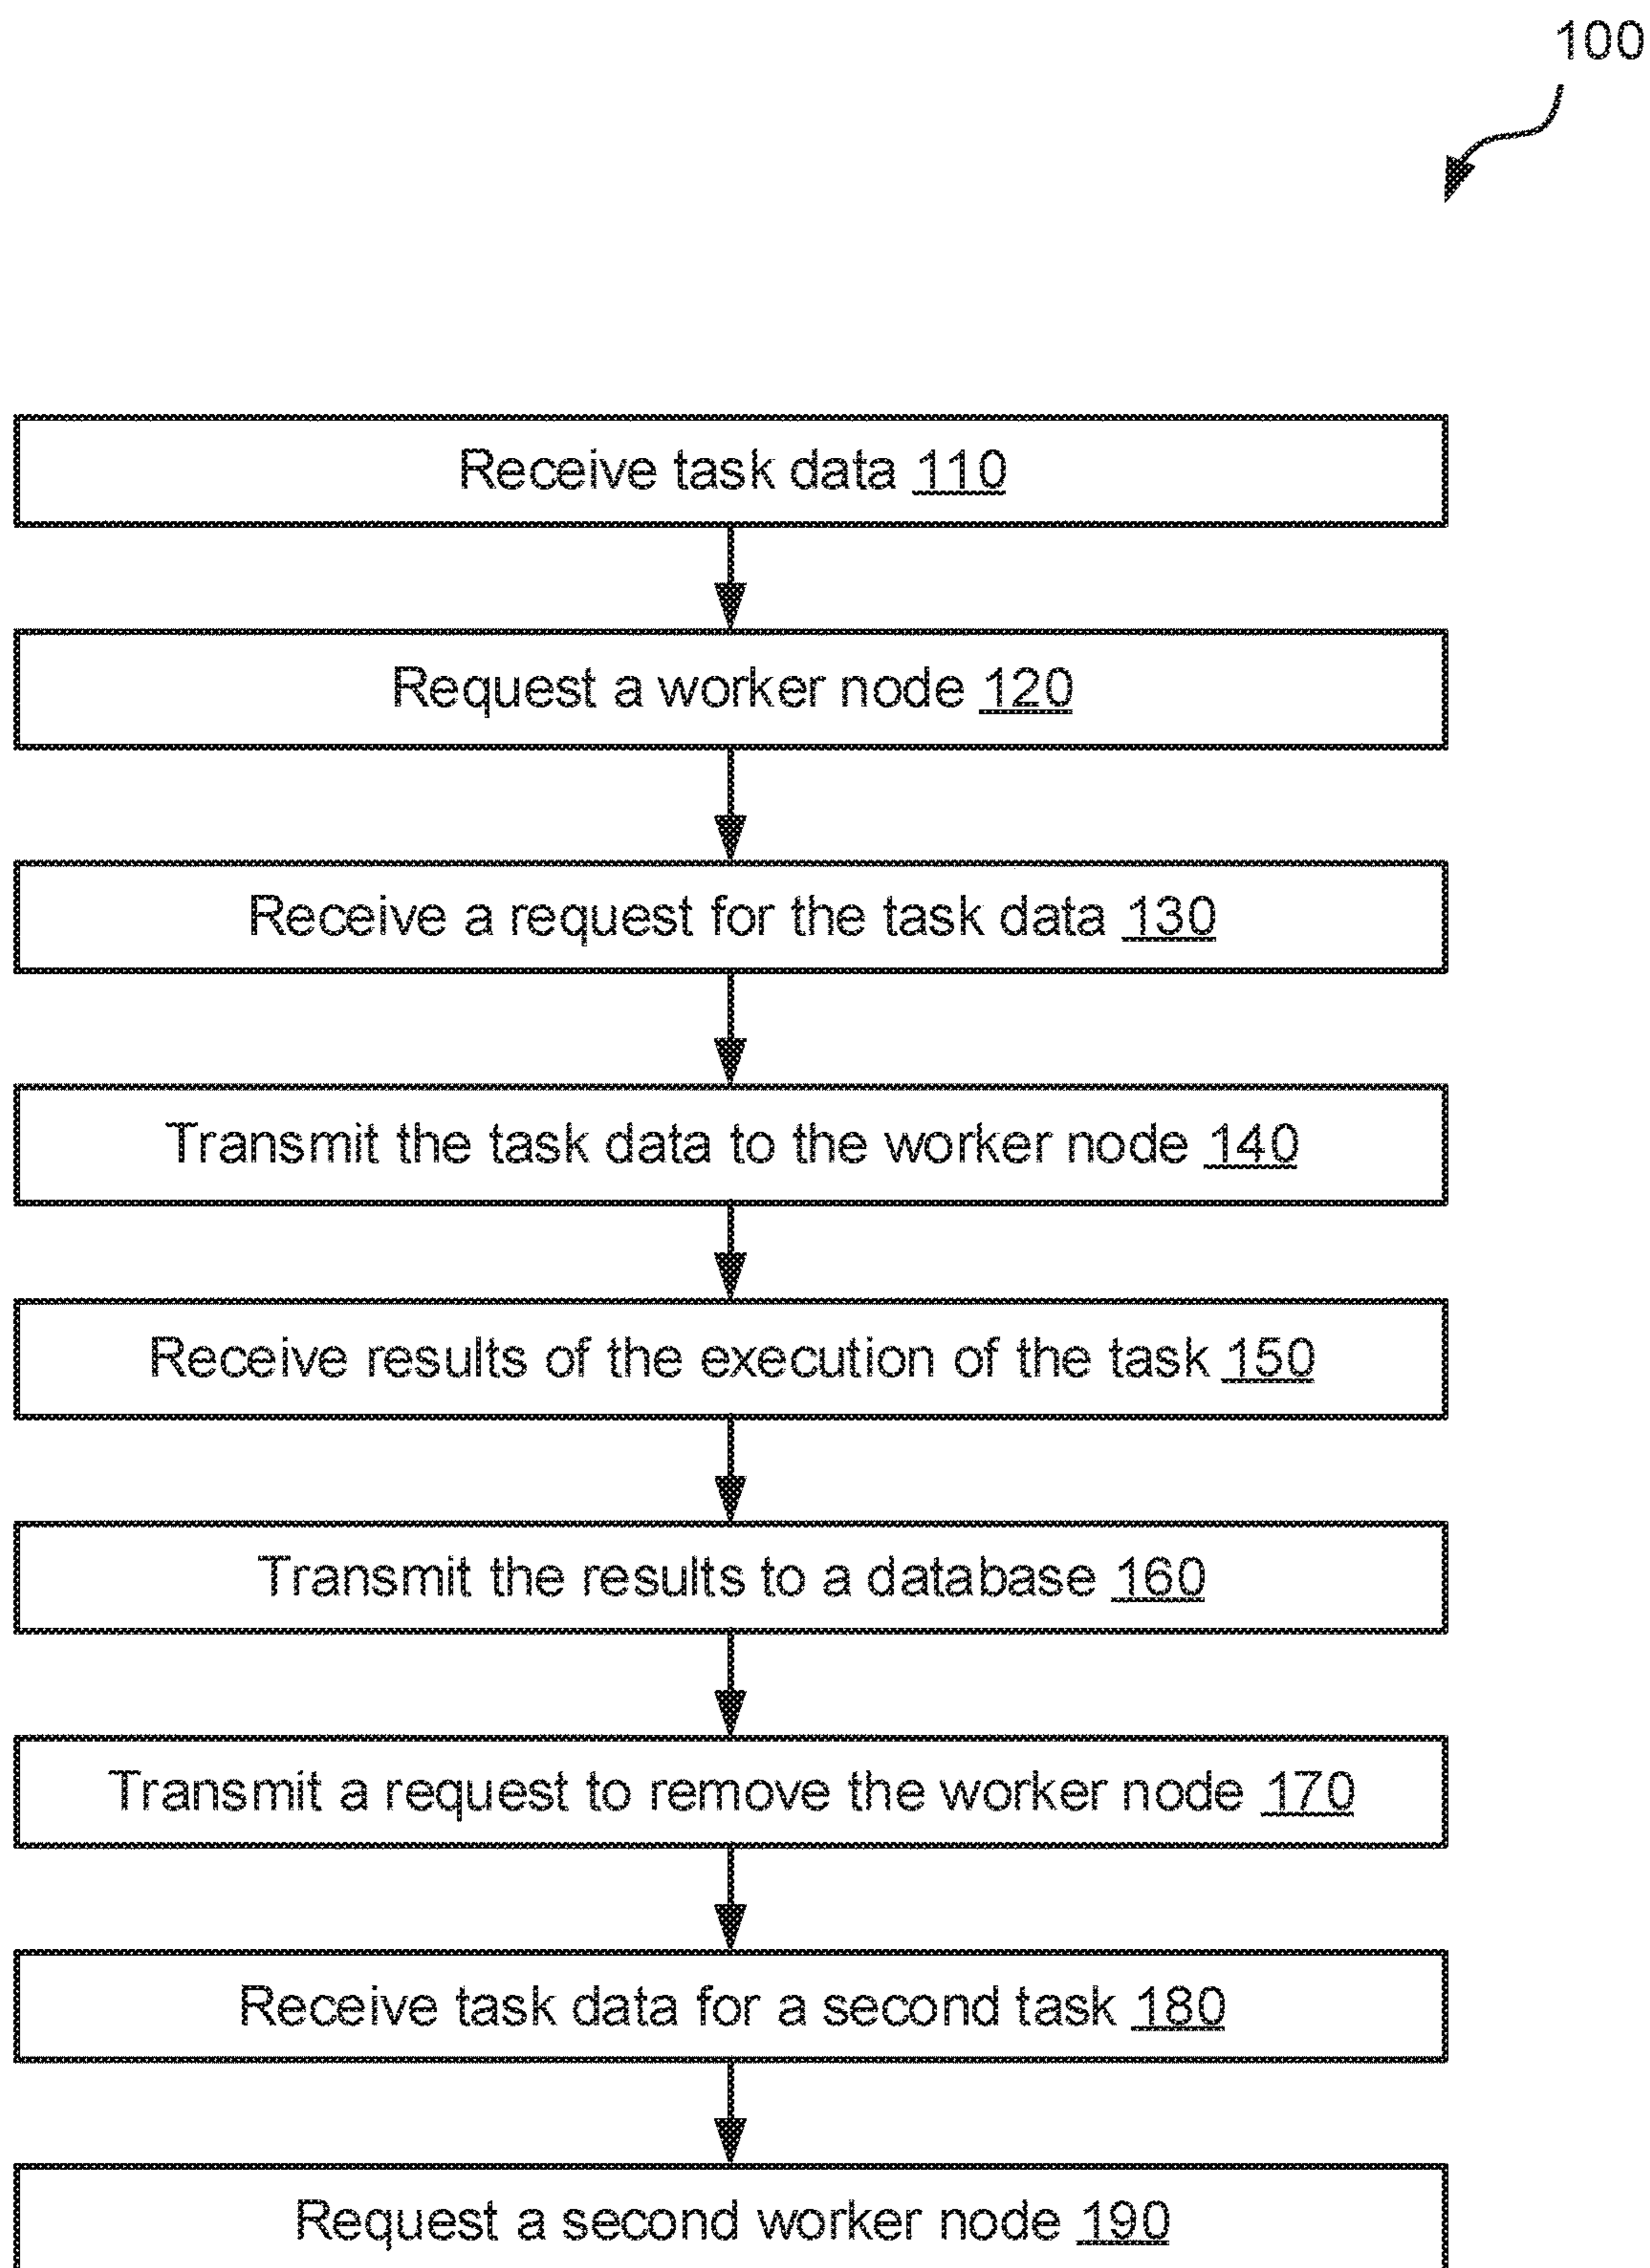 100
Receive task data 110
Request a worker node 120
Receive a request for the task data 130
Transmit the task data to the worker node 140
Receive results of the execution of the task 150
Transmit the results to a database 160
Transmit a request to remove the worker node 170
Receive task data for a second task 180
Request a second worker node 190